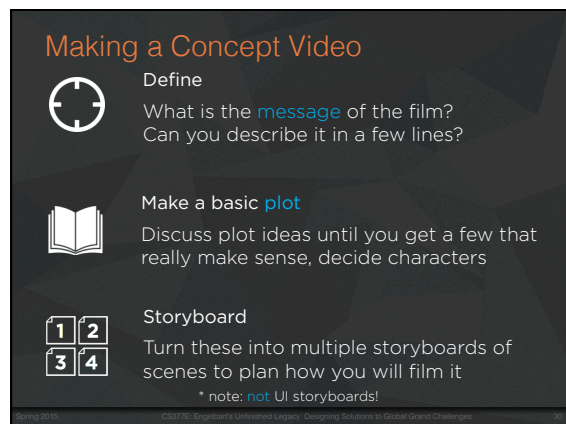 Making a Concept Video
Define
What is the message of the film?
Can you describe it in a few lines?
Make a basic plot
Discuss plot ideas until you get a few that
really make sense, decide characters
1 2
3 4
Storyboard
Turn these into multiple storyboards of
scenes to plan how you will film it
* note: not UI storyboards!
Spring 2015 CS377E: Engelbart's Unfinished Legacy: Designing Solutions to Global Grand Challenges 30